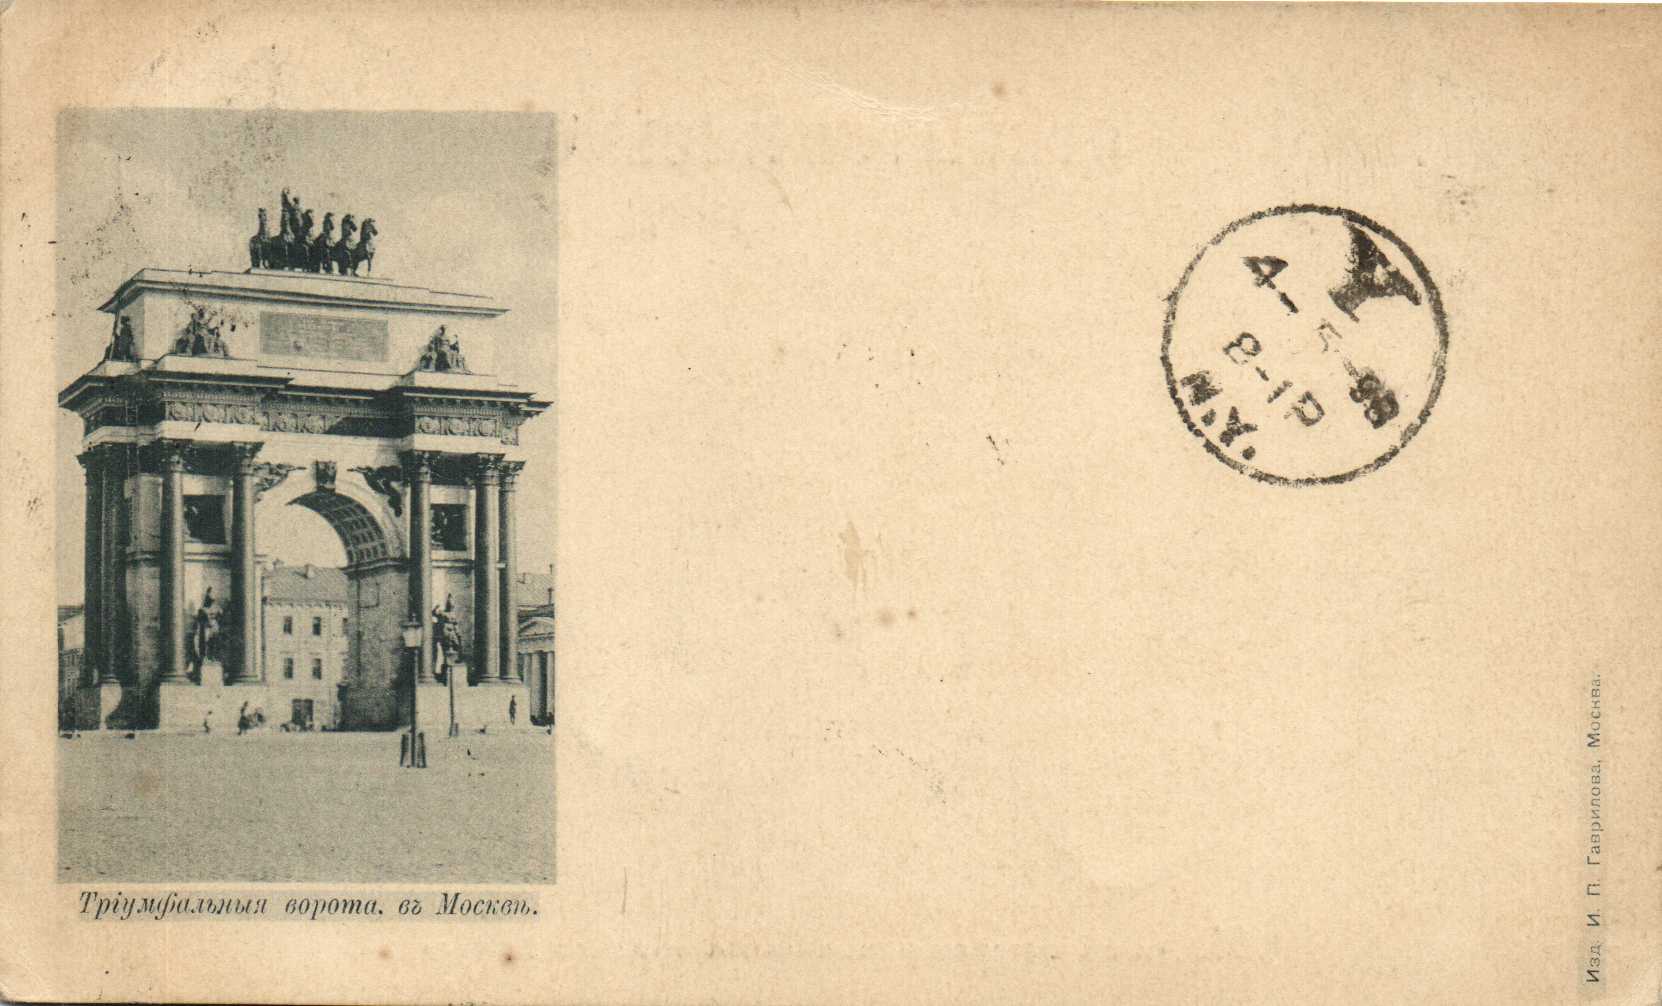 Тріумфальныя ворота, въ Москвѣ.
A
4-5-98
8-1P
N.Y.
Изд. И. П. Гаврилова, Москва.